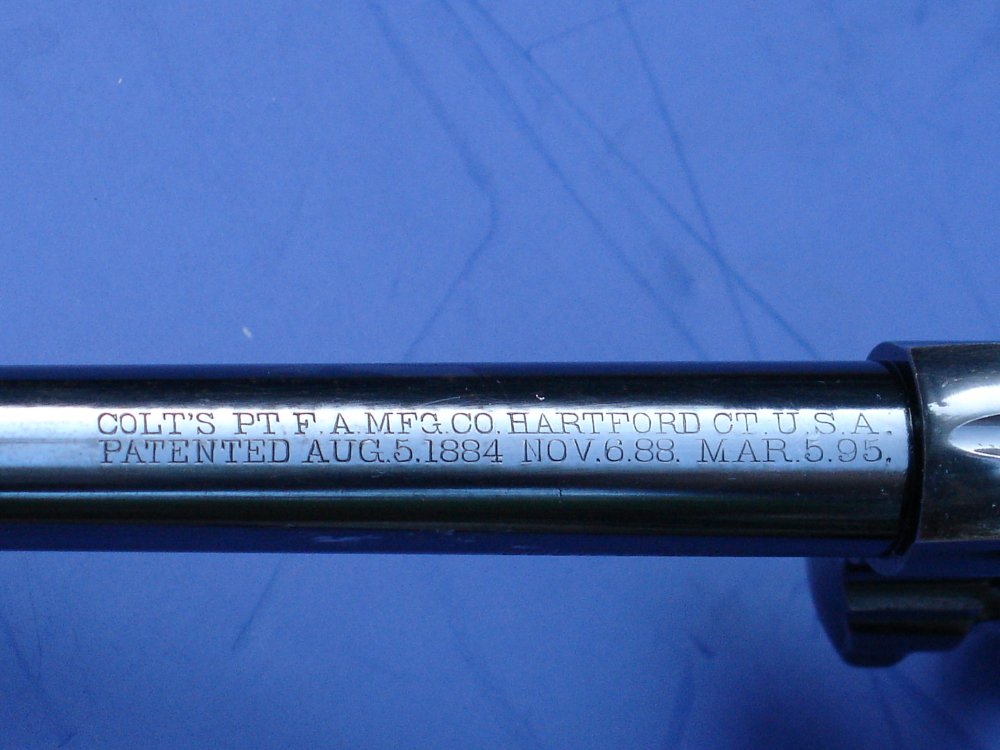 COLT'S PT. F. A. MFG. CO. HARTFORD CT. U.S.A.
PATENTED AUG.5.1884 NOV.6.88. MAR.5.95.